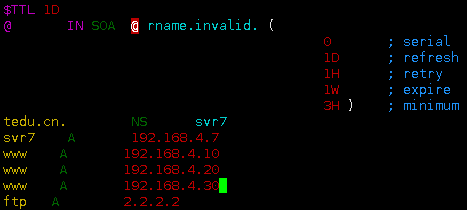 $TTL 1D
@ IN SOA @ rname.invalid. (
0 ; serial
1D ; refresh
1H ; retry
1W ; expire
3H ) ; minimum
tedu.cn. NS svr7
svr7 A 192.168.4.7
www A 192.168.4.10
www A 192.168.4.20
www A 192.168.4.30
ftp A 2.2.2.2